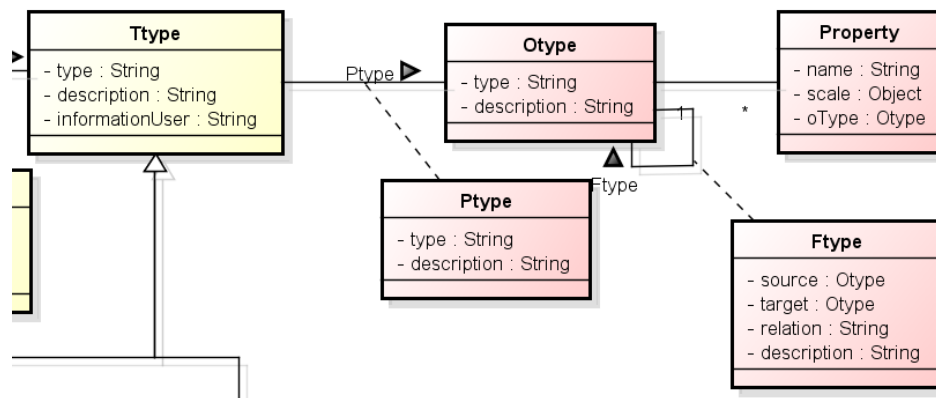 Ttype
- type : String
- description : String
- informationUser : String
Ptype
Otype
- type : String
- description : String
1
*
Property
- name : String
- scale : Object
- oType : Otype
Ftype
Ptype
- type : String
- description : String
Ftype
- source : Otype
- target : Otype
- relation : String
- description : String